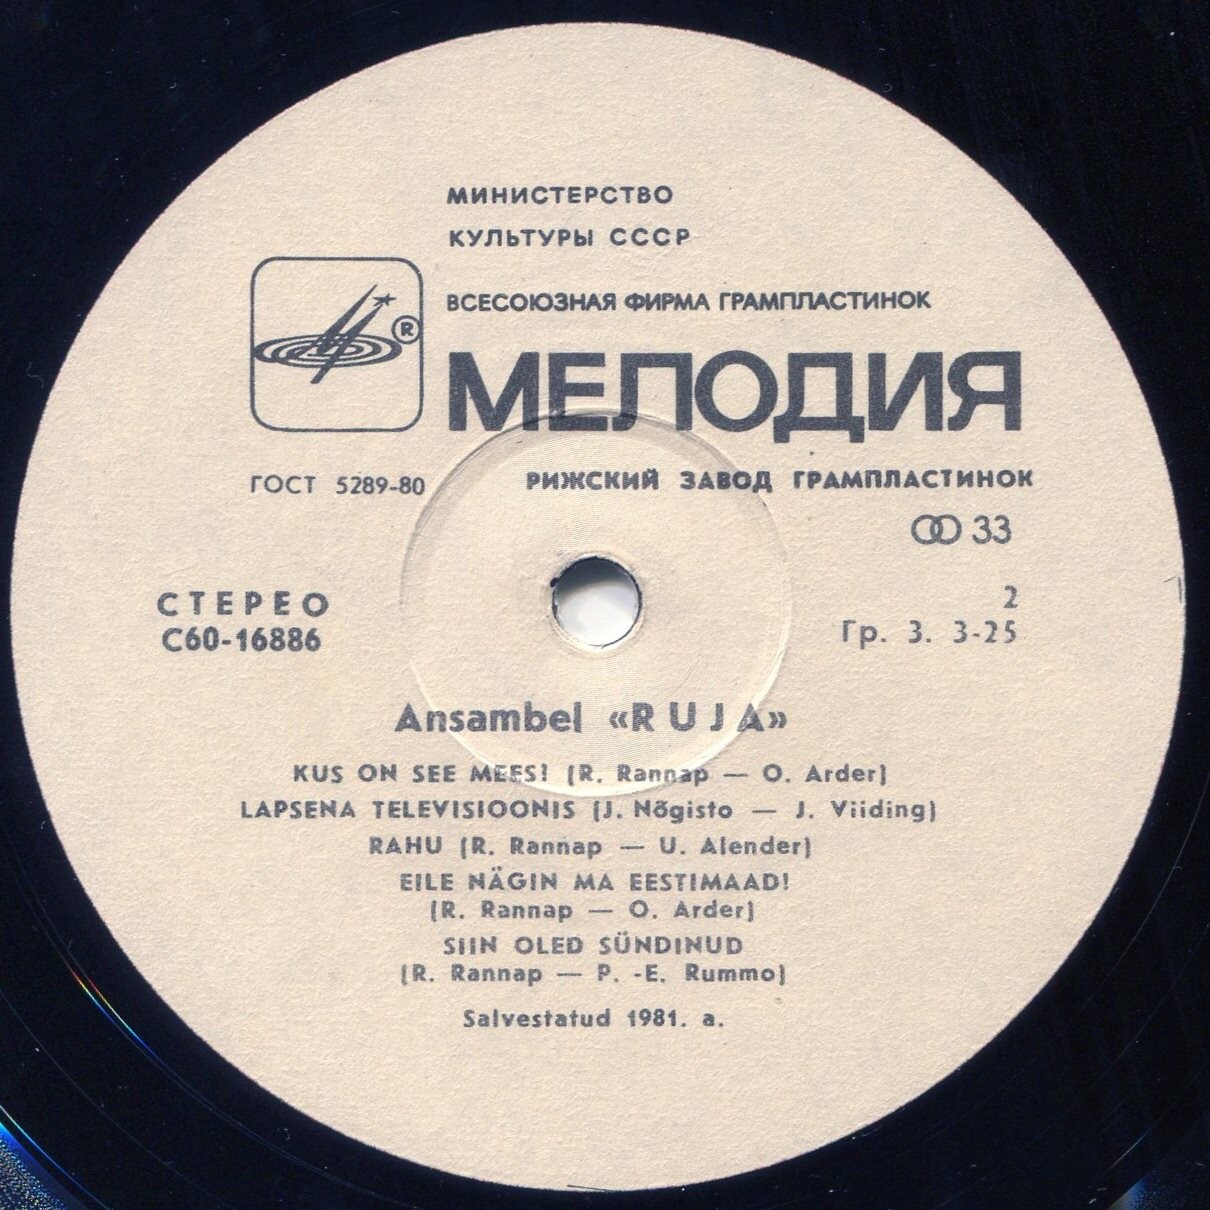 МИНИСТЕРСТВО
КУЛЬТУРЫ СССР
ВСЕСОЮЗНАЯ ФИРМА ГРАМПЛАСТИНОК
®
МЕЛОДИЯ
ГОСТ 5289-80
РИЖСКИЙ ЗАВОД ГРАМПЛАСТИНОК
33
СТЕРЕО
С60-16886
2
Гр. 3. 3-25
Ansambel «RUJA»
KUS ON SEE MEES! (R. Rannap — O. Arder)
LAPSENA TELEVISIOONIS (J. Nõgisto — J. Viiding)
RAHU (R. Rannap — U. Alender)
EILE NÄGIN MA EESTIMAAD!
(R. Rannap — O. Arder)
SIIN OLED SÜNDINUD
(R. Rannap — P. -E. Rummo)
Salvestatud 1981. a.